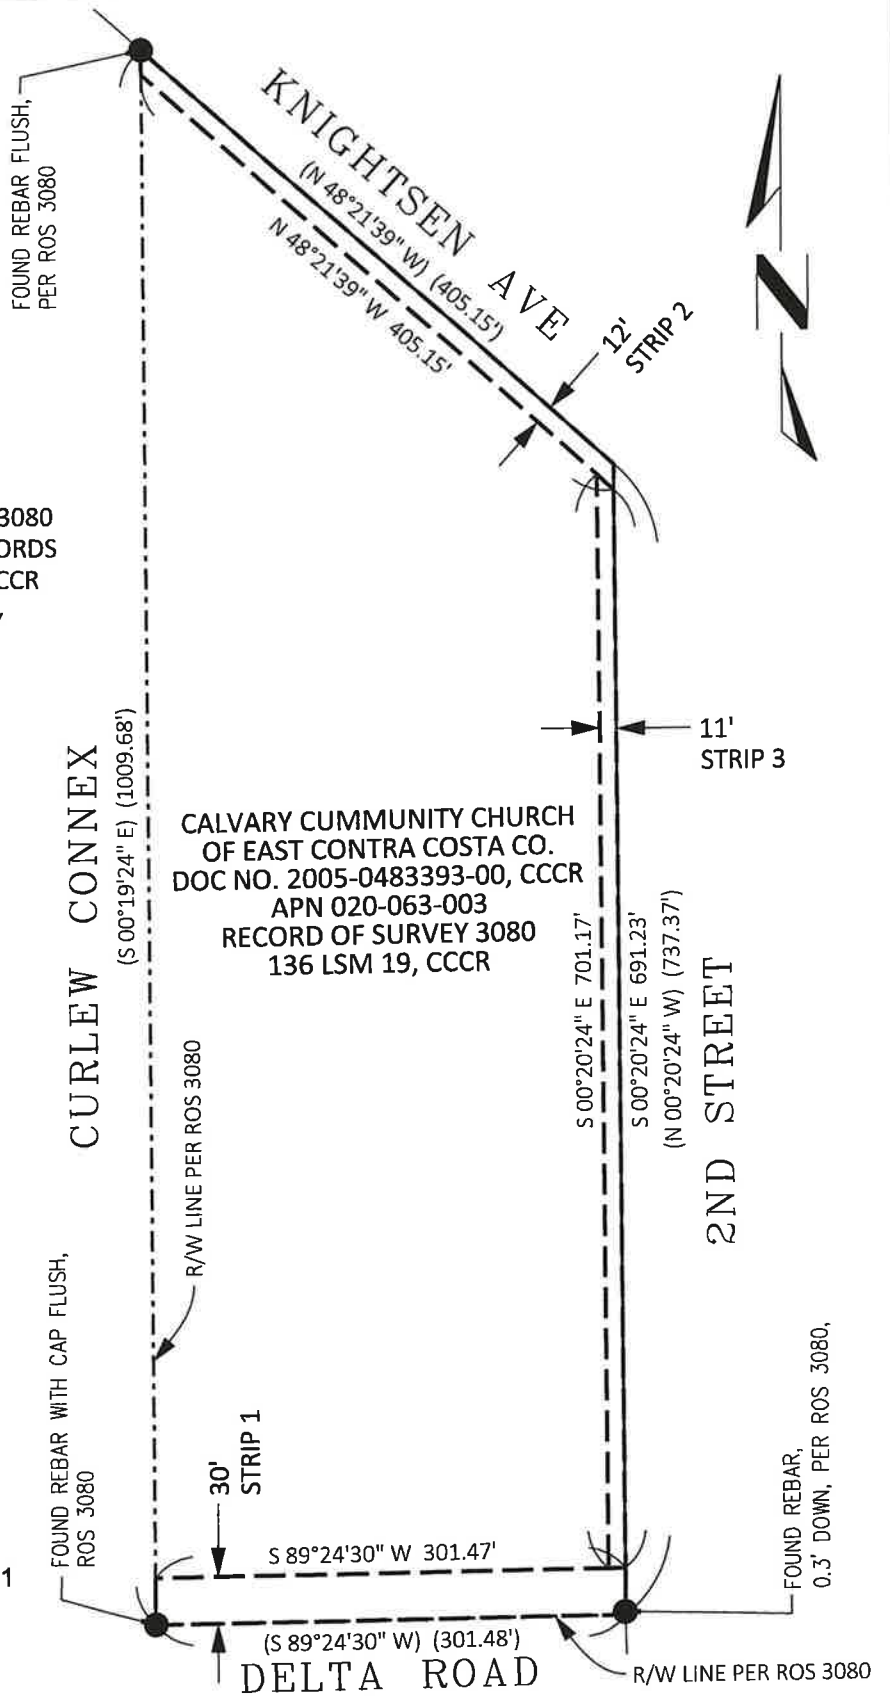 FOUND REBAR FLUSH,
PER ROS 3080
KNIGHTSEN AVE
(N 48°21'39" W) (405.15')
N 48°21'39" W 405.15'
12'
STRIP 2
N
3080
ORDS
CCR
11'
STRIP 3
CURLEW CONNEX
(S 00°19'24" E) (1009.68')
CALVARY CUMMUNITY CHURCH
OF EAST CONTRA COSTA CO.
DOC NO. 2005-0483393-00, CCCR
APN 020-063-003
RECORD OF SURVEY 3080
136 LSM 19, CCCR
S 00°20'24" E 701.17'
S 00°20'24" E 691.23'
(N 00°20'24" W) (737.37')
2ND STREET
R/W LINE PER ROS 3080
FOUND REBAR WITH CAP FLUSH,
ROS 3080
30'
STRIP 1
FOUND REBAR,
0.3' DOWN, PER ROS 3080,
1
S 89°24'30" W 301.47'
(S 89°24'30" W) (301.48')
DELTA ROAD
R/W LINE PER ROS 3080